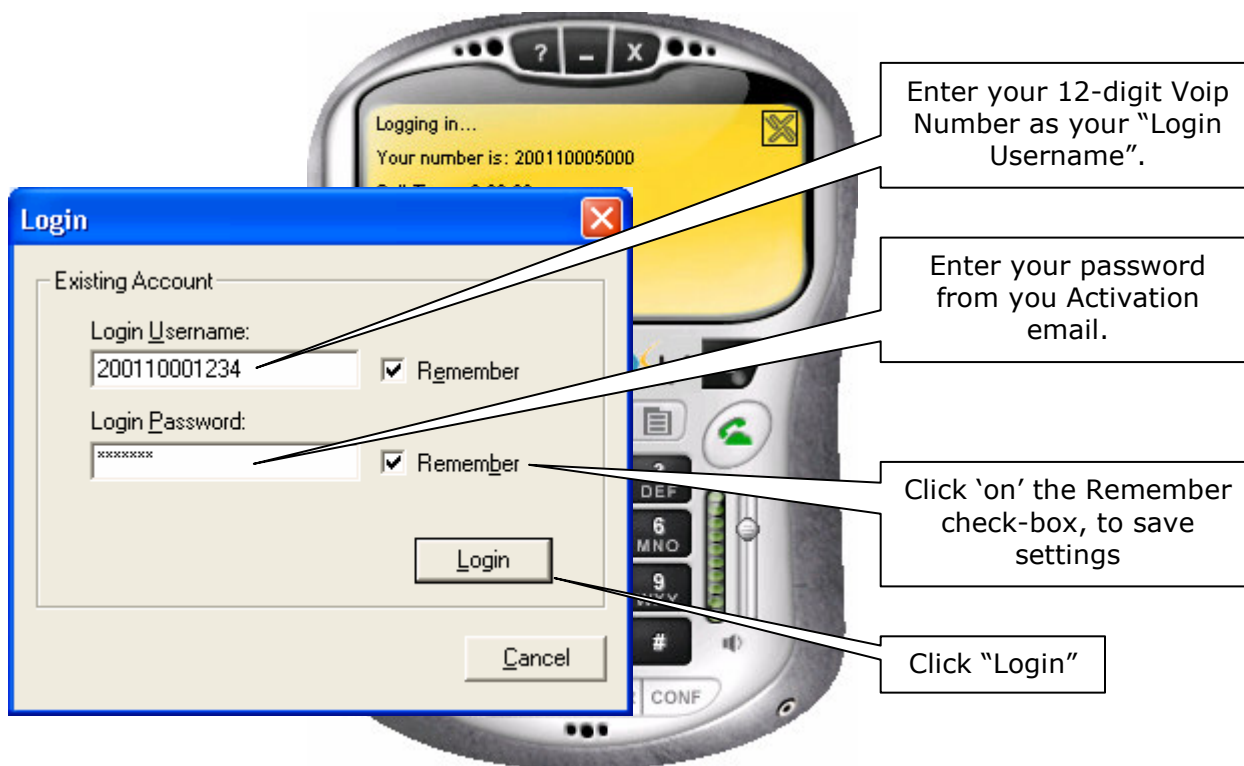 ? – X
Logging in...
Your number is: 200110005000
Enter your 12-digit Voip
Number as your “Login
Username”.
Login
Existing Account
Login Username:
200110001234
Remember
Login Password:
xxxxxxx
Remember
Login
Cancel
Enter your password
from you Activation
email.
DEF
6
MNO
9
#
CONF
Click ‘on’ the Remember
check-box, to save
settings
Click “Login”